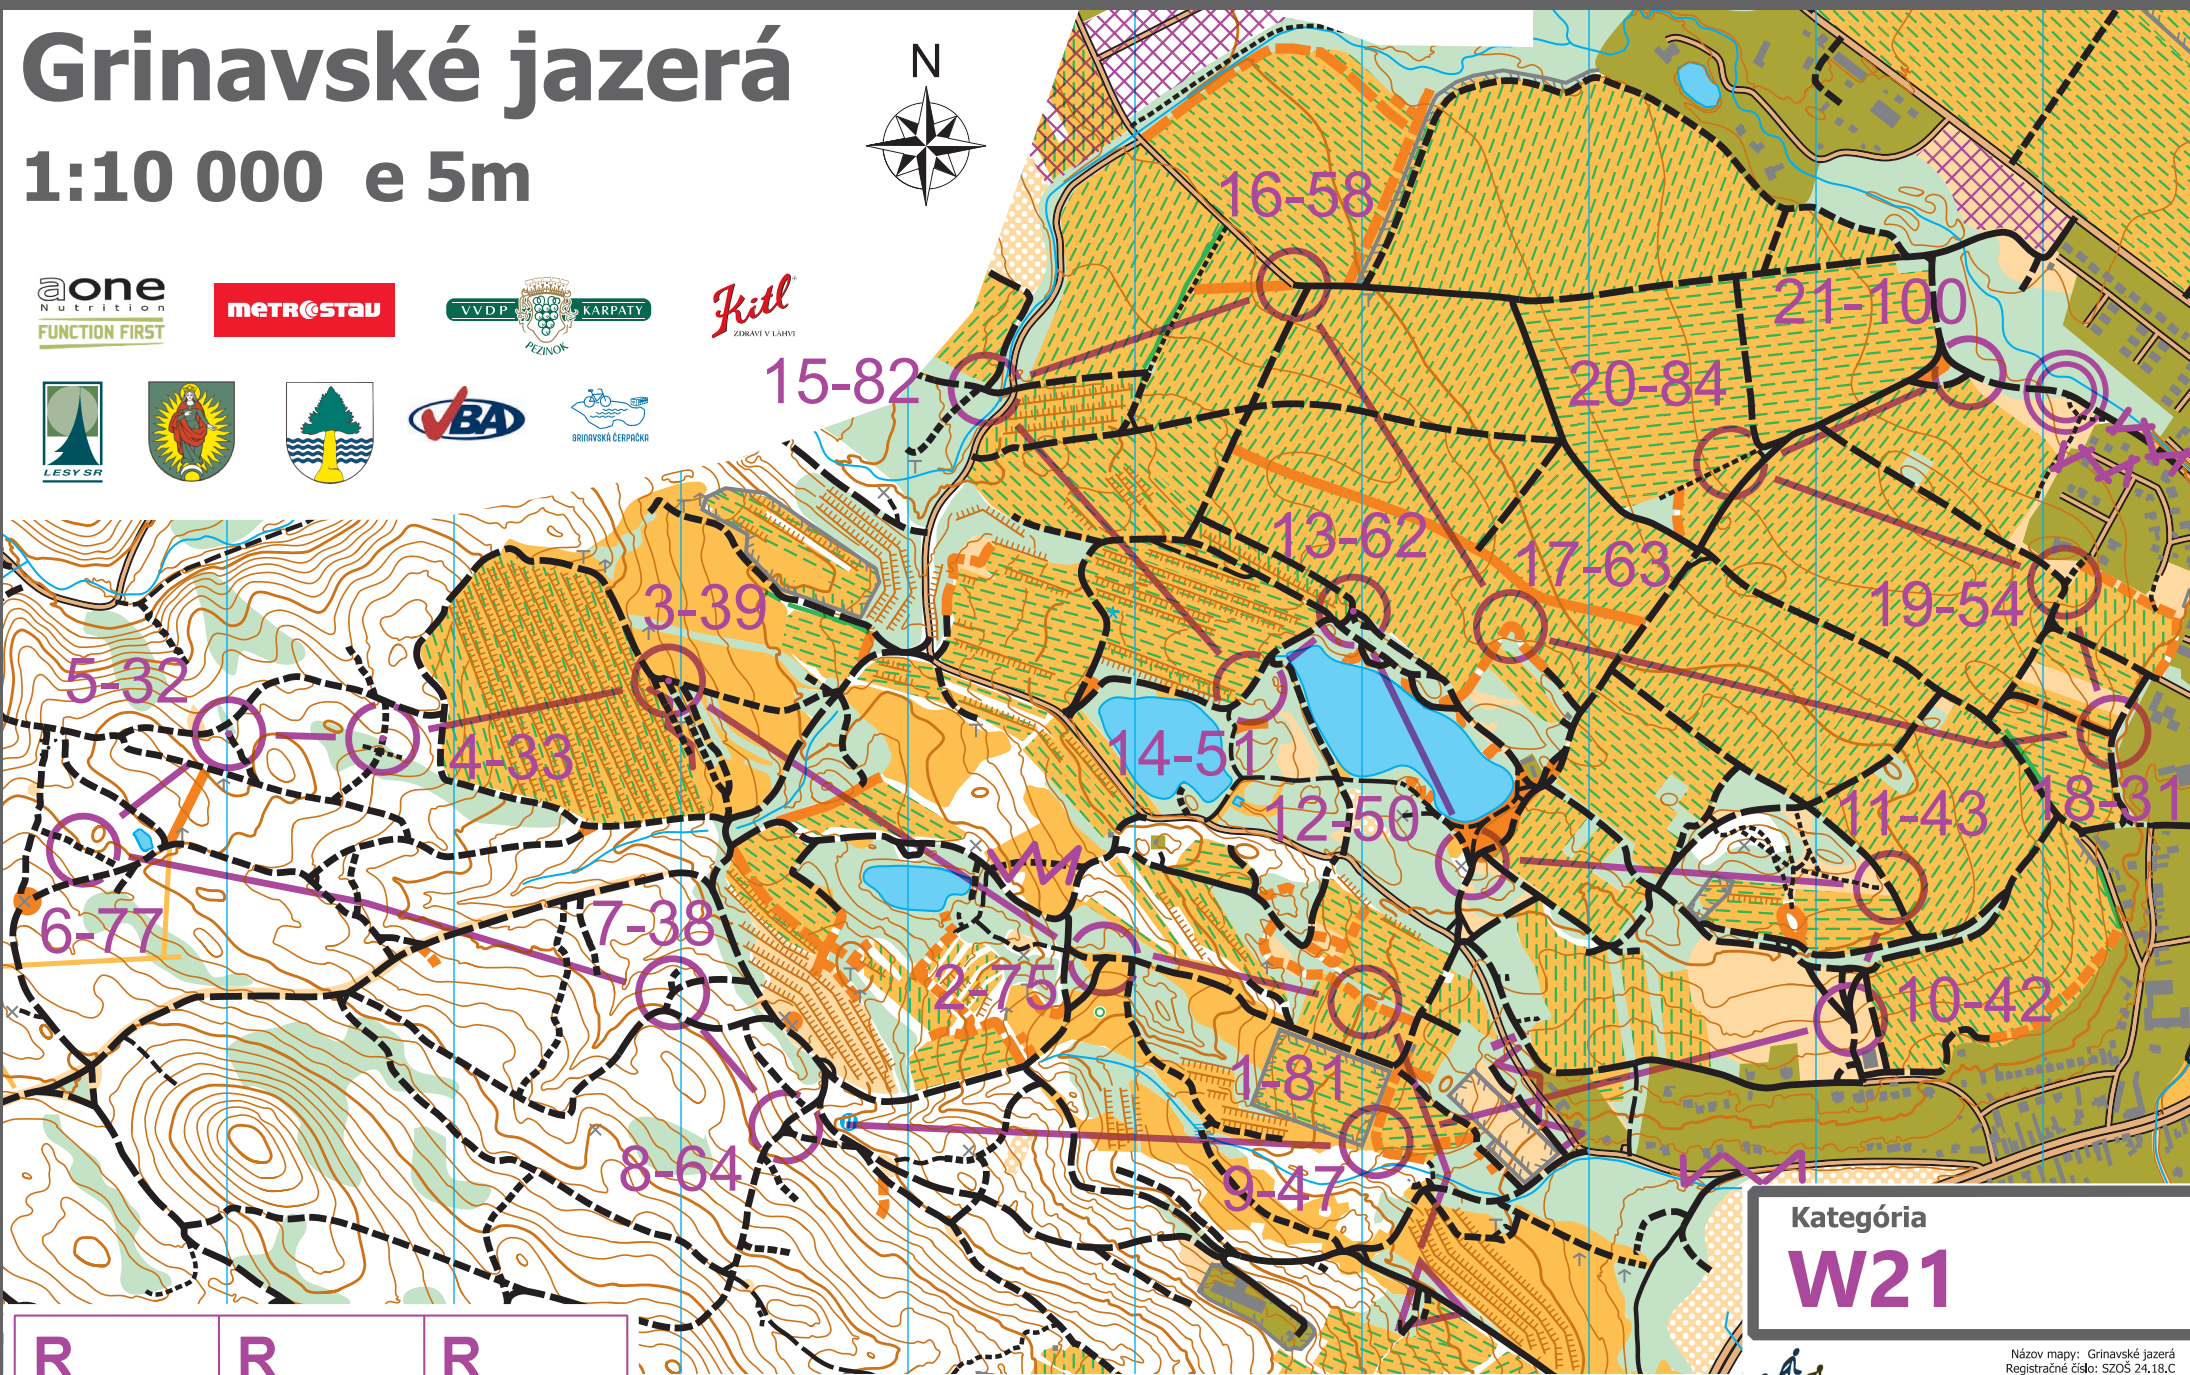 Grinavské jazerá
1:10 000 e 5m
N
aone
Nutrition
FUNCTION FIRST
METROSTAV
VVDP KARPATY
PEZINOK
Kitl
ZDRAVÍ V LÁHVI
LESY SR
VBA
GRINAVSKÁ ČERPAČKA
16-58
21-100
15-82
20-84
13-62
17-63
3-39
19-54
5-32
4-33
14-51
12-50
11-43
18-31
6-77
7-38
2-75
10-42
1-81
8-64
9-47
Kategória
W21
R
R
R
Názov mapy: Grinavské jazerá
Registračné číslo: SZOŠ 24.18.C